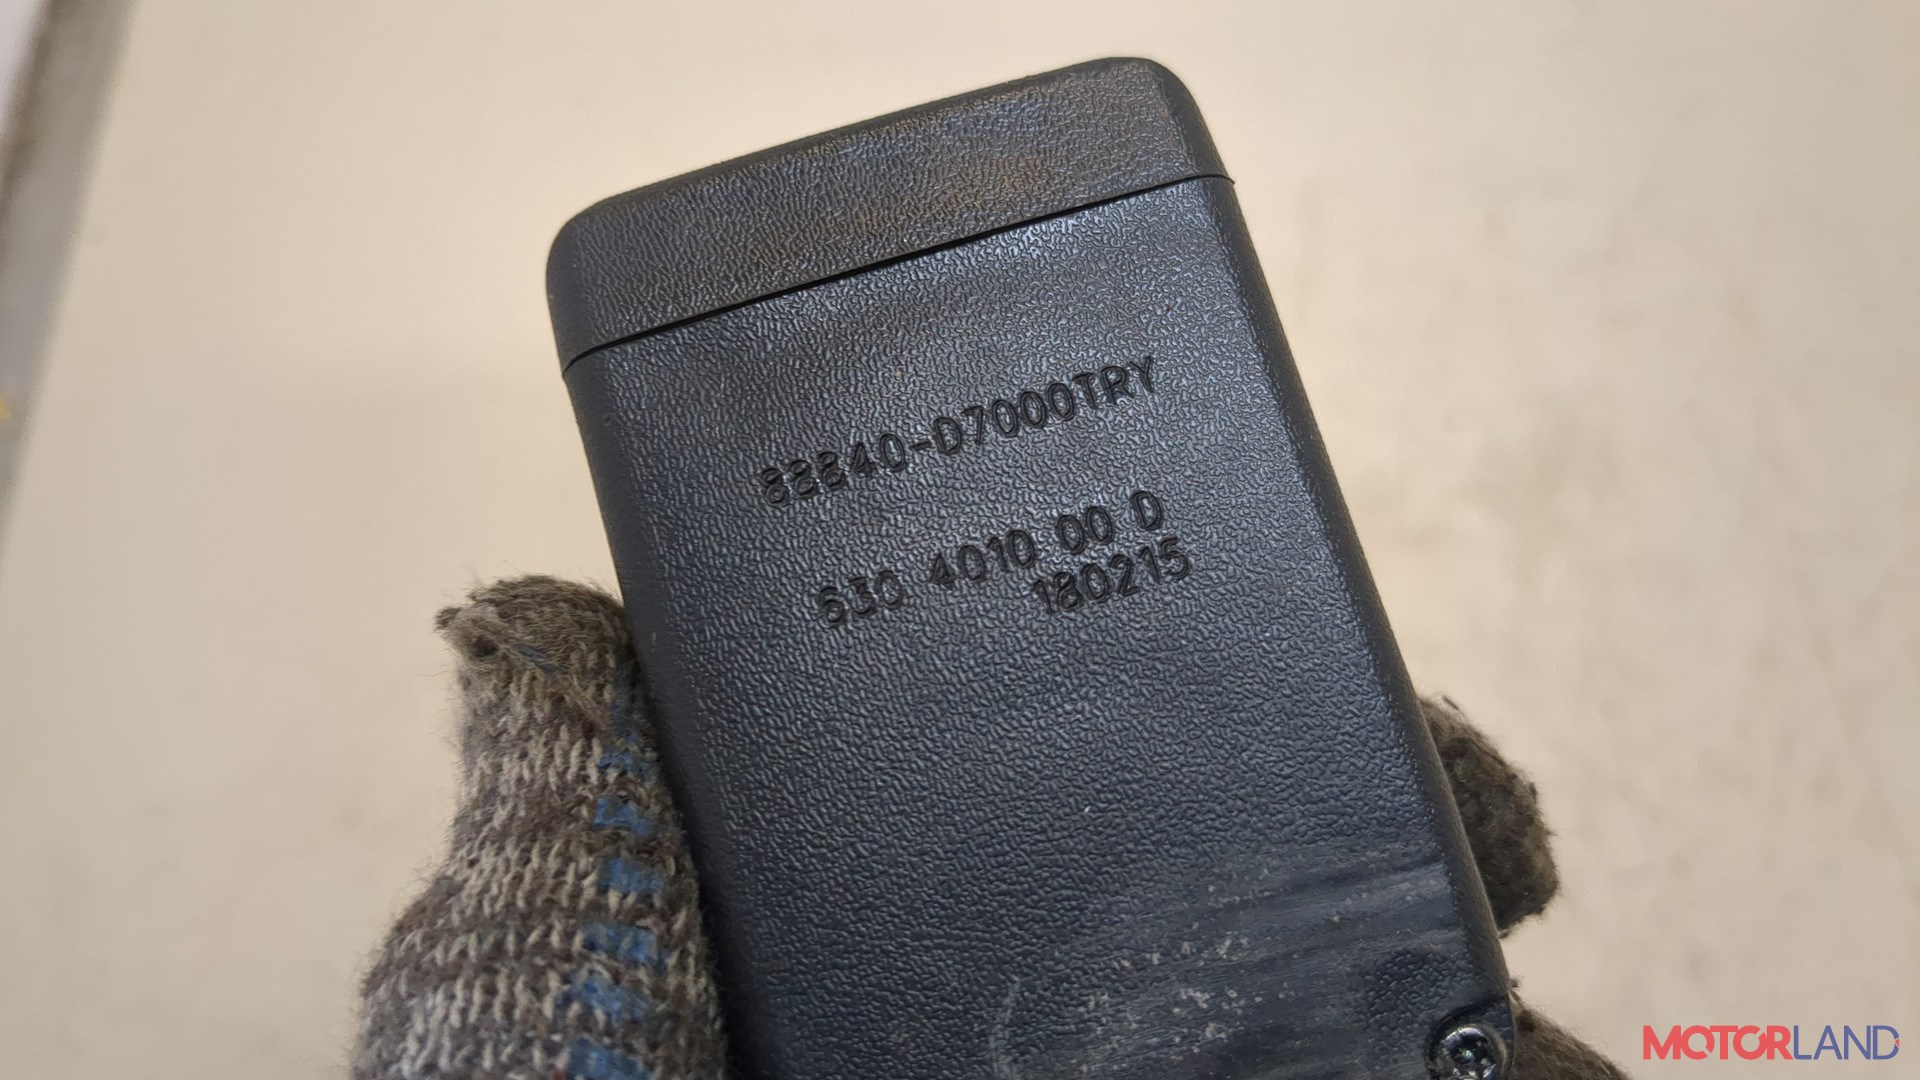 88840-D7000TRY
630 4010 00 D
180215
MOTORLAND